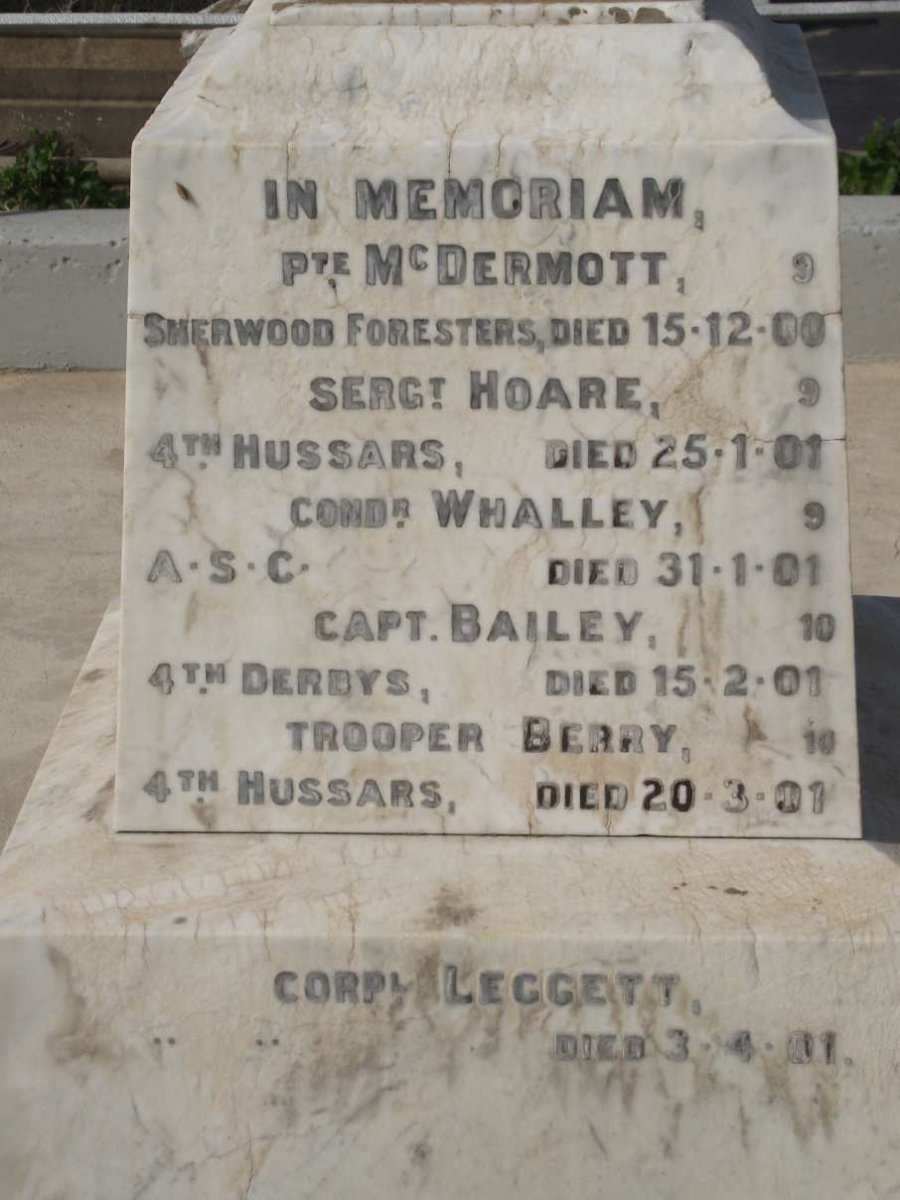 IN MEMORIAM,
PTE McDERMOTT, 9
SHERWOOD FORESTERS, DIED 15·12·00
SERGT HOARE, 9
4TH HUSSARS, DIED 25·1·01
CONDR WHALLEY, 9
A·S·C· DIED 31·1·01
CAPT. BAILEY, 10
4TH DERBYS, DIED 15·2·01
TROOPER BERRY, 10
4TH HUSSARS, DIED 20·3·01
CORPL LEGGETT,
" " DIED 3·4·01.